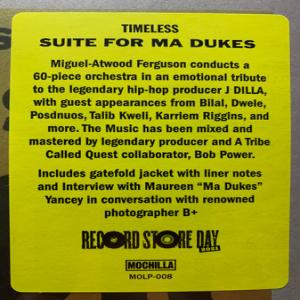 TIMELESS
SUITE FOR MA DUKES
Miguel-Atwood Ferguson conducts a
60-piece orchestra in an emotional tribute
to the legendary hip-hop producer J DILLA,
with guest appearances from Bilal, Dwele,
Posdnuos, Talib Kweli, Karriem Riggins, and
more. The Music has been mixed and
mastered by legendary producer and A Tribe
Called Quest collaborator, Bob Power.
Includes gatefold jacket with liner notes
and Interview with Maureen "Ma Dukes"
Yancey in conversation with renowned
photographer B+
RECORD STORE DAY
2021
MOCHILLA
MOLP-008